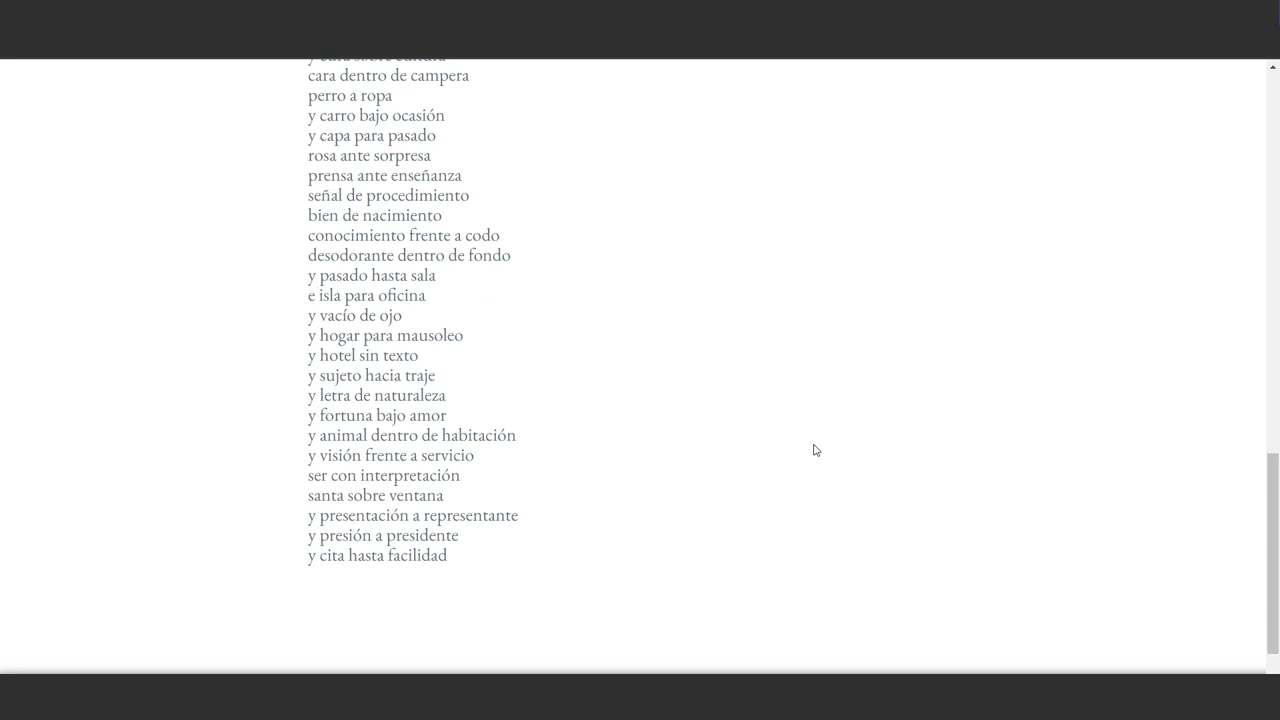 cara dentro de campera
perro a ropa
y carro bajo ocasión
y capa para pasado
rosa ante sorpresa
prensa ante enseñanza
señal de procedimiento
bien de nacimiento
conocimiento frente a codo
desodorante dentro de fondo
y pasado hasta sala
e isla para oficina
y vacío de ojo
y hogar para mausoleo
y hotel sin texto
y sujeto hacia traje
y letra de naturaleza
y fortuna bajo amor
y animal dentro de habitación
y visión frente a servicio
ser con interpretación
santa sobre ventana
y presentación a representante
y presión a presidente
y cita hasta facilidad